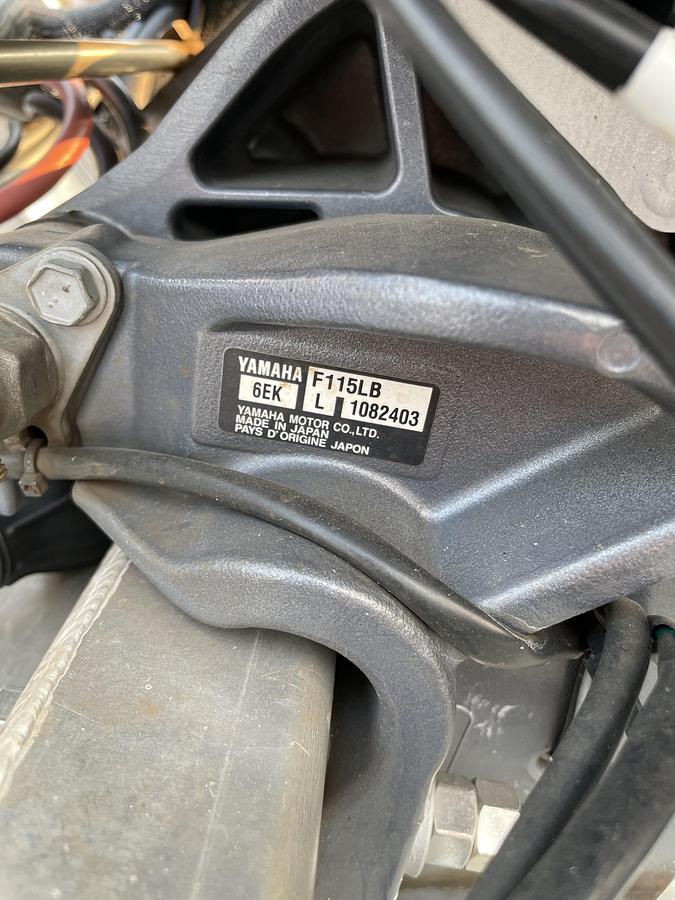 YAMAHA F115LB
6EK L 1082403
YAMAHA MOTOR CO.,LTD.
MADE IN JAPAN
PAYS D'ORIGINE JAPON